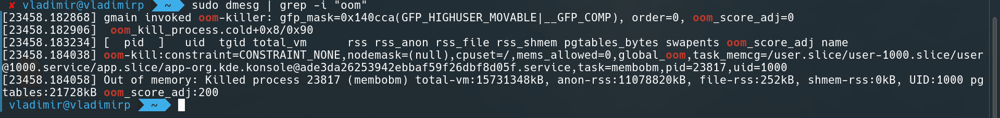 ✘ vladimir@vladimirp ~ sudo dmesg | grep -i "oom"
[23458.182868] gmain invoked oom-killer: gfp_mask=0x140cca(GFP_HIGHUSER_MOVABLE|__GFP_COMP), order=0, oom_score_adj=0
[23458.182906]  oom_kill_process.cold+0x8/0x90
[23458.183234] [  pid  ]   uid  tgid total_vm      rss rss_anon rss_file rss_shmem pgtables_bytes swapents oom_score_adj name
[23458.184038] oom-kill:constraint=CONSTRAINT_NONE,nodemask=(null),cpuset=/,mems_allowed=0,global_oom,task_memcg=/user.slice/user-1000.slice/user
@1000.service/app.slice/app-org.kde.konsole@ade3da26253942ebbaf59f26dbf8d05f.service,task=membobm,pid=23817,uid=1000
[23458.184058] Out of memory: Killed process 23817 (membobm) total-vm:15731348kB, anon-rss:11078820kB, file-rss:252kB, shmem-rss:0kB, UID:1000 pg
tables:21728kB oom_score_adj:200
vladimir@vladimirp ~